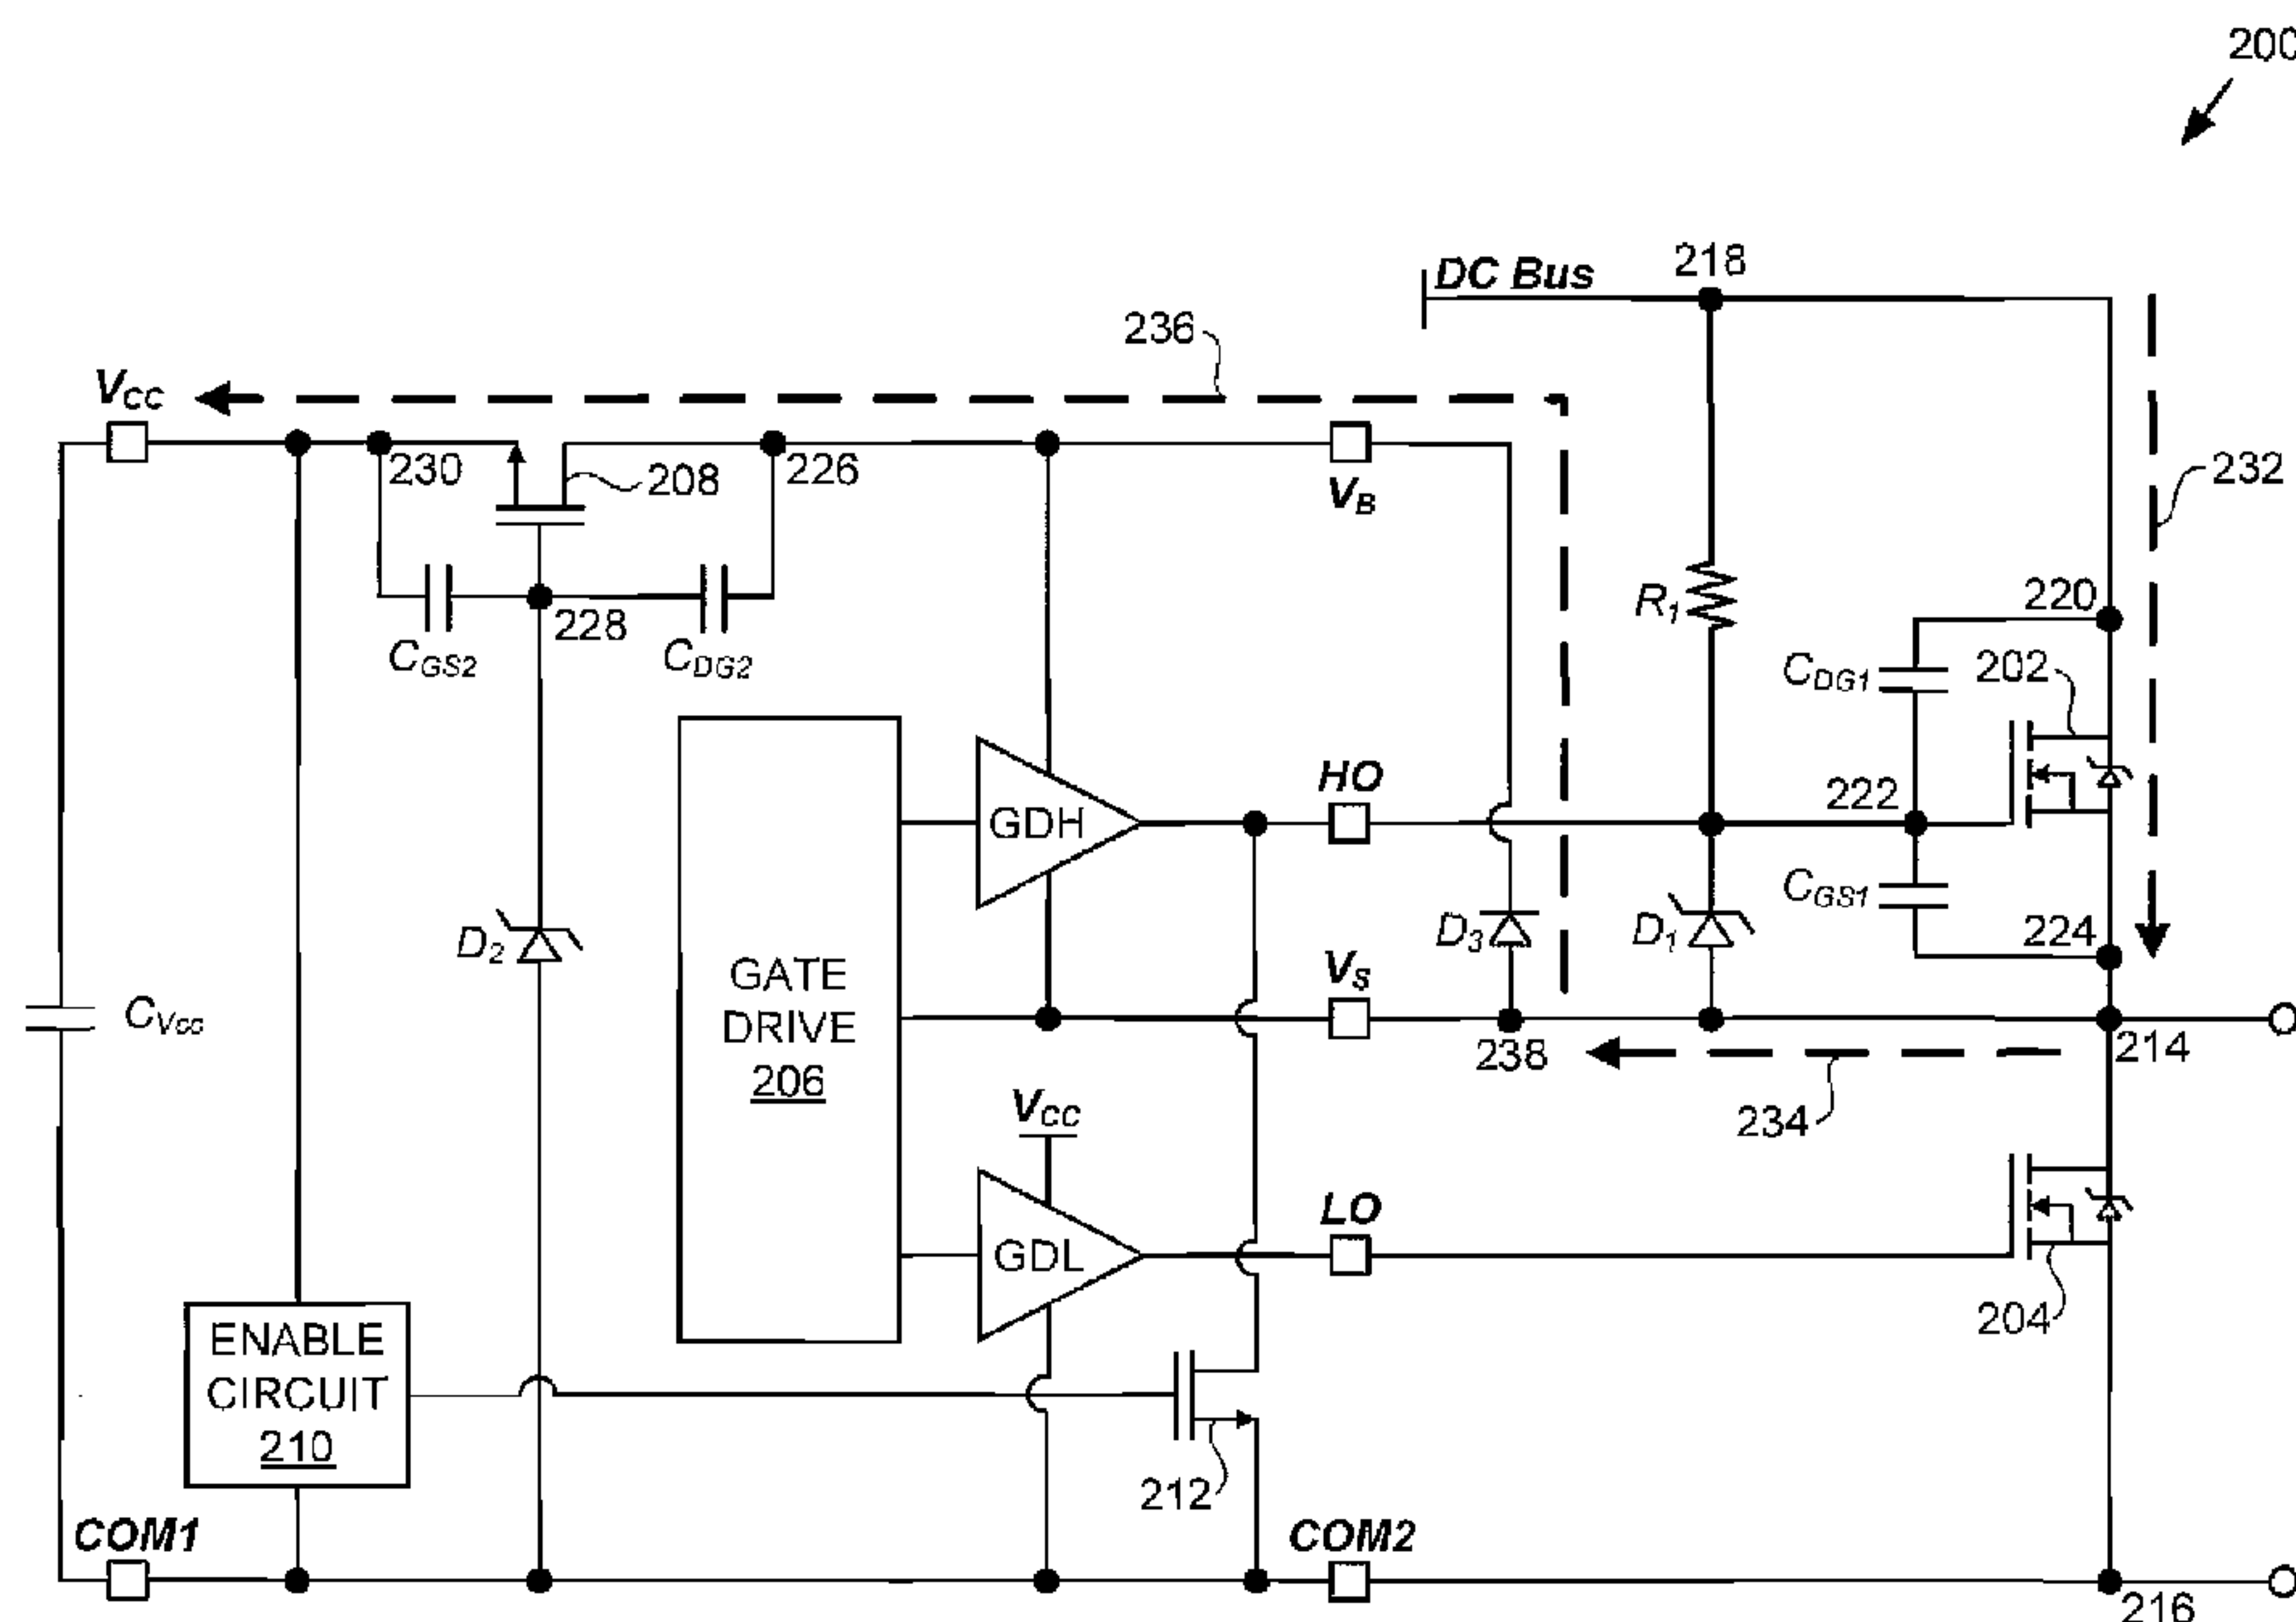 200
DC Bus
218
236
VCC
230
208
226
VB
232
R1
220
228
CGS2
CDG2
CDG1
202
HO
222
GDH
CGS1
D2
D3
D1
224
GATE
DRIVE
206
VS
CVcc
238
214
VCC
234
LO
GDL
204
ENABLE
CIRCUIT
210
212
COM1
COM2
216